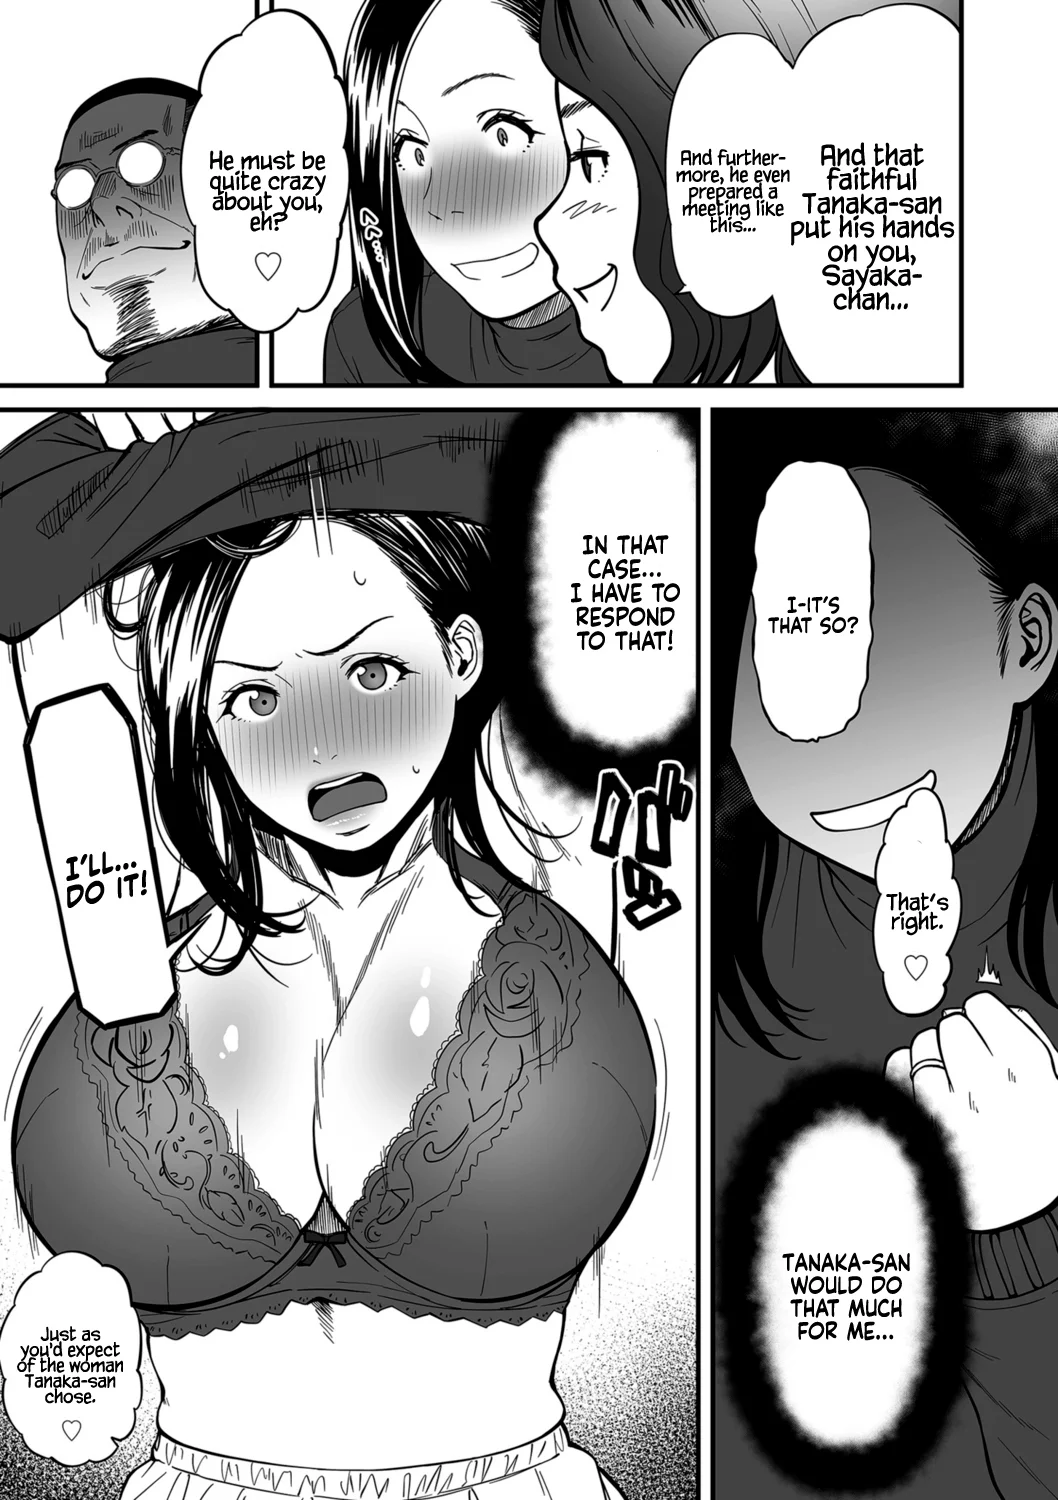 And that
faithful
Tanaka-san
put his hands
on you,
Sayaka-
chan...
And further-
more, he even
prepared a
meeting like
this...
He must be
quite crazy
about you,
eh?
♡
I-IT'S
THAT SO?
That's
right.
♡
TANAKA-SAN
WOULD DO
THAT MUCH
FOR ME...
IN THAT
CASE...
I HAVE TO
RESPOND
TO THAT!
I'LL...
DO IT!
Just as
you'd expect
of the woman
Tanaka-san
chose.
♡